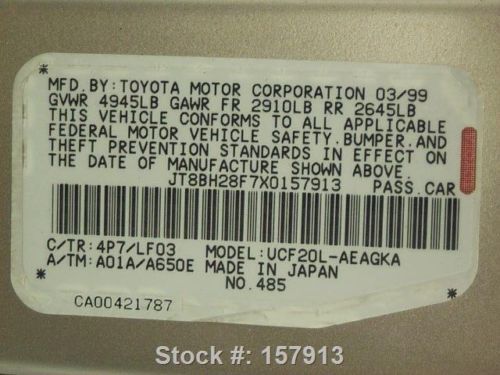 MFD.BY:TOYOTA MOTOR CORPORATION 03/99
GVWR 4945LB GAWR FR 2910LB RR 2645LB
THIS VEHICLE CONFORMS TO ALL APPLICABLE
FEDERAL MOTOR VEHICLE SAFETY,BUMPER,AND
THEFT PREVENTION STANDARDS IN EFFECT ON
THE DATE OF MANUFACTURE SHOWN ABOVE.
JT8BH28F7X0157913 PASS.CAR
C/TR:4P7/LF03 MODEL:UCF20L-AEAGKA
A/TM:A01A/A650E MADE IN JAPAN
NO.485
CA00421787
Stock #: 157913